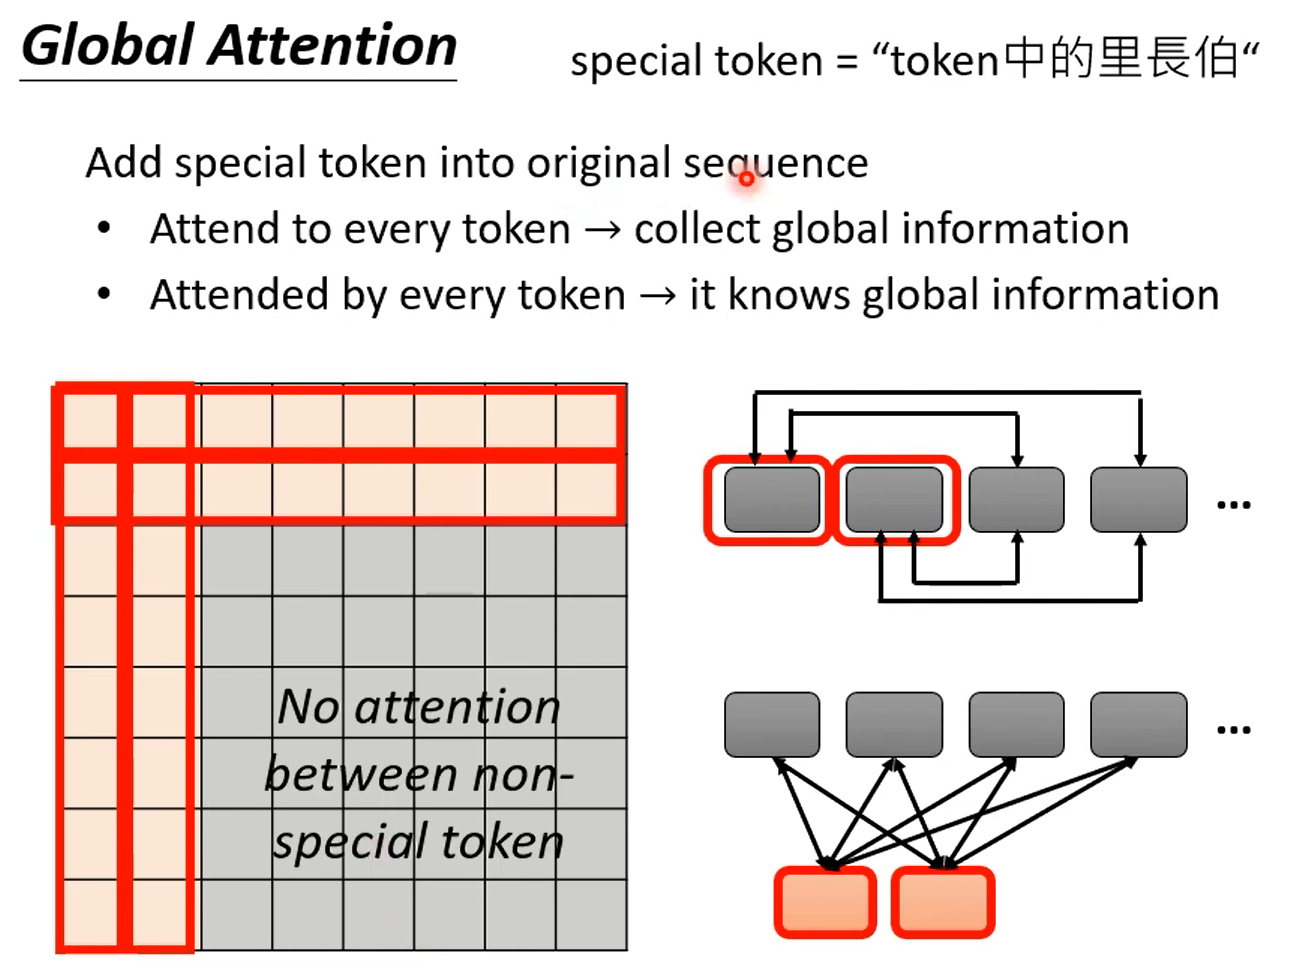 Global Attention
special token = “token中的里長伯“
Add special token into original sequence
• Attend to every token → collect global information
• Attended by every token → it knows global information
No attention
between non-
special token
...
...